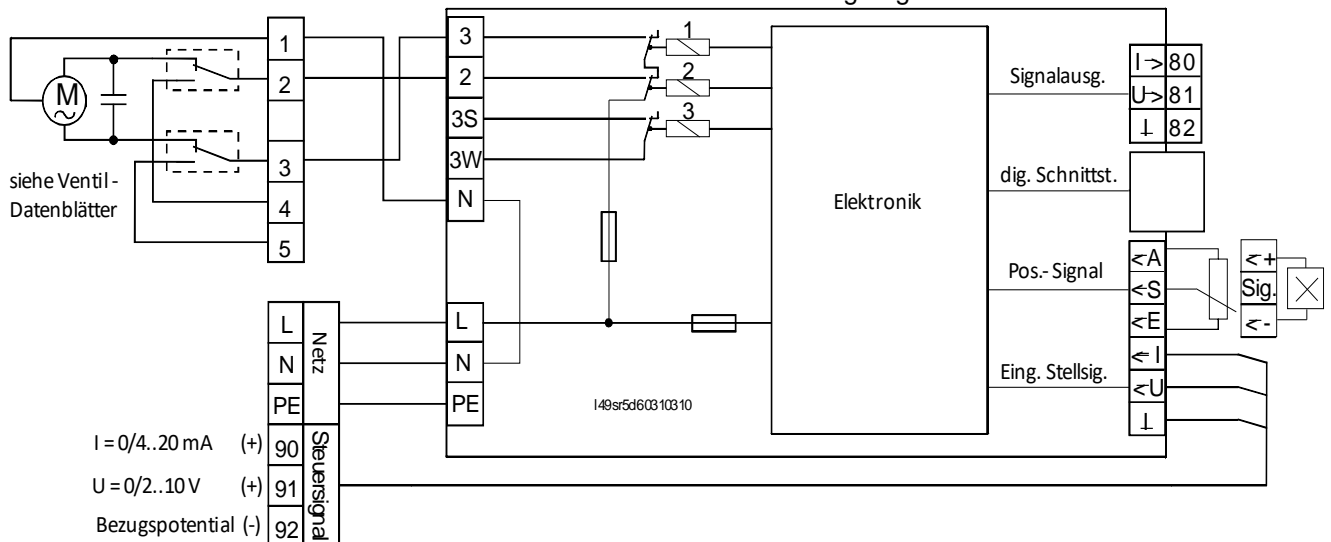 1
2
3
4
5
M
~
siehe Ventil -
Datenblätter
3
2
3S
3W
N
1
2
3
Elektronik
Signalausg.
dig. Schnittst.
Pos.- Signal
Eing. Stellsig.
I -> 80
U> 81
⊥ 82
<-A
<-S
<-E
<- I
<-U
⊥
<-+
Sig.
<--
L
N
PE
Netz
L
N
PE
l49sr5d60310310
I = 0/4..20 mA (+) 90
U = 0/2..10 V (+) 91
Bezugspotential (-) 92
Steuersignal